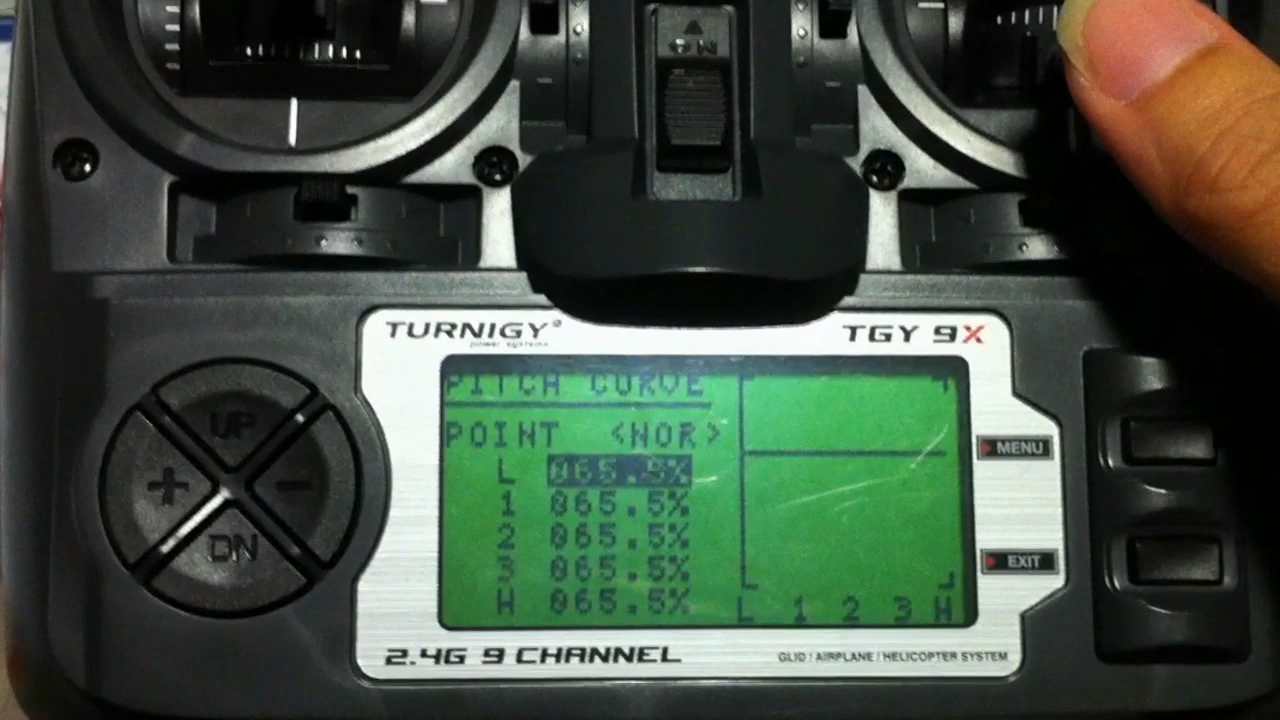 TURNIGY
power systems
TGY 9X
PITCH CURVE
POINT <NOR>
L 065.5%
1 065.5%
2 065.5%
3 065.5%
H 065.5%
L 1 2 3 H
UP
+ -
DN
MENU
EXIT
2.4G 9 CHANNEL
GLID / AIRPLANE / HELICOPTER SYSTEM